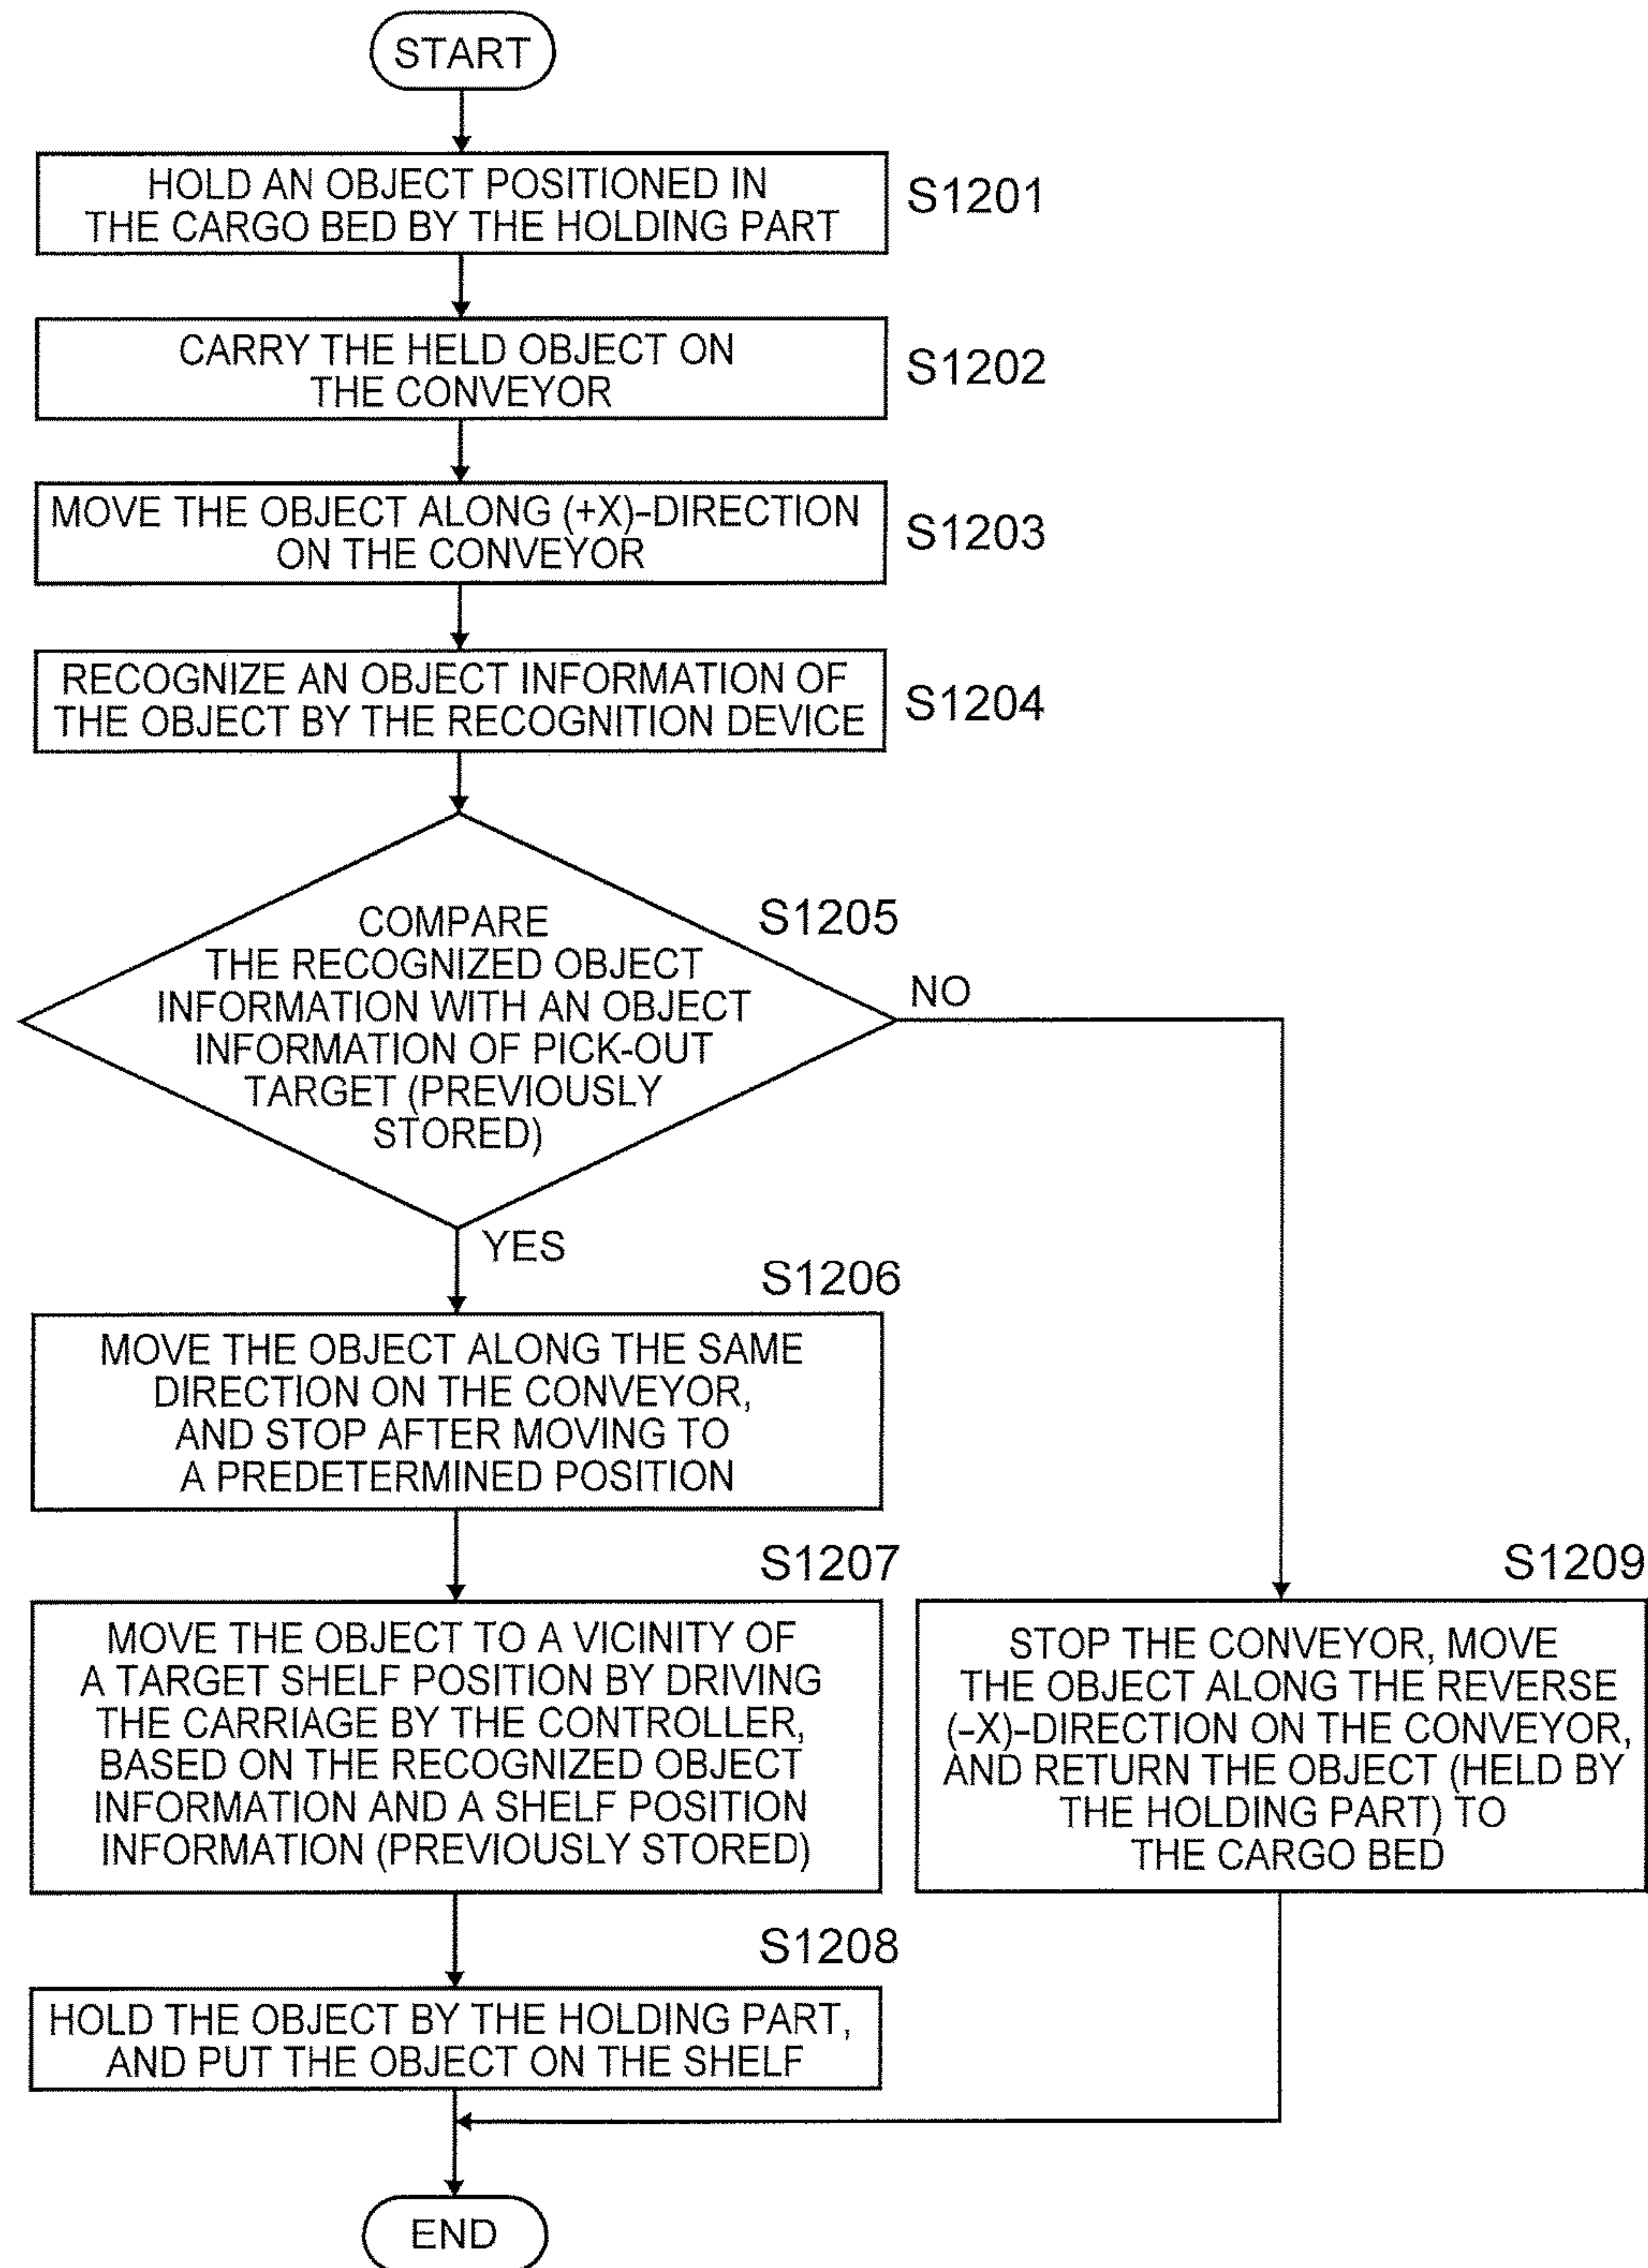 START
HOLD AN OBJECT POSITIONED IN
THE CARGO BED BY THE HOLDING PART
S1201
CARRY THE HELD OBJECT ON
THE CONVEYOR
S1202
MOVE THE OBJECT ALONG (+X)-DIRECTION
ON THE CONVEYOR
S1203
RECOGNIZE AN OBJECT INFORMATION OF
THE OBJECT BY THE RECOGNITION DEVICE
S1204
S1205
COMPARE
THE RECOGNIZED OBJECT
INFORMATION WITH AN OBJECT
INFORMATION OF PICK-OUT
TARGET (PREVIOUSLY
STORED)
NO
YES
S1206
MOVE THE OBJECT ALONG THE SAME
DIRECTION ON THE CONVEYOR,
AND STOP AFTER MOVING TO
A PREDETERMINED POSITION
S1207
MOVE THE OBJECT TO A VICINITY OF
A TARGET SHELF POSITION BY DRIVING
THE CARRIAGE BY THE CONTROLLER,
BASED ON THE RECOGNIZED OBJECT
INFORMATION AND A SHELF POSITION
INFORMATION (PREVIOUSLY STORED)
S1209
STOP THE CONVEYOR, MOVE
THE OBJECT ALONG THE REVERSE
(-X)-DIRECTION ON THE CONVEYOR,
AND RETURN THE OBJECT (HELD BY
THE HOLDING PART) TO
THE CARGO BED
S1208
HOLD THE OBJECT BY THE HOLDING PART,
AND PUT THE OBJECT ON THE SHELF
END